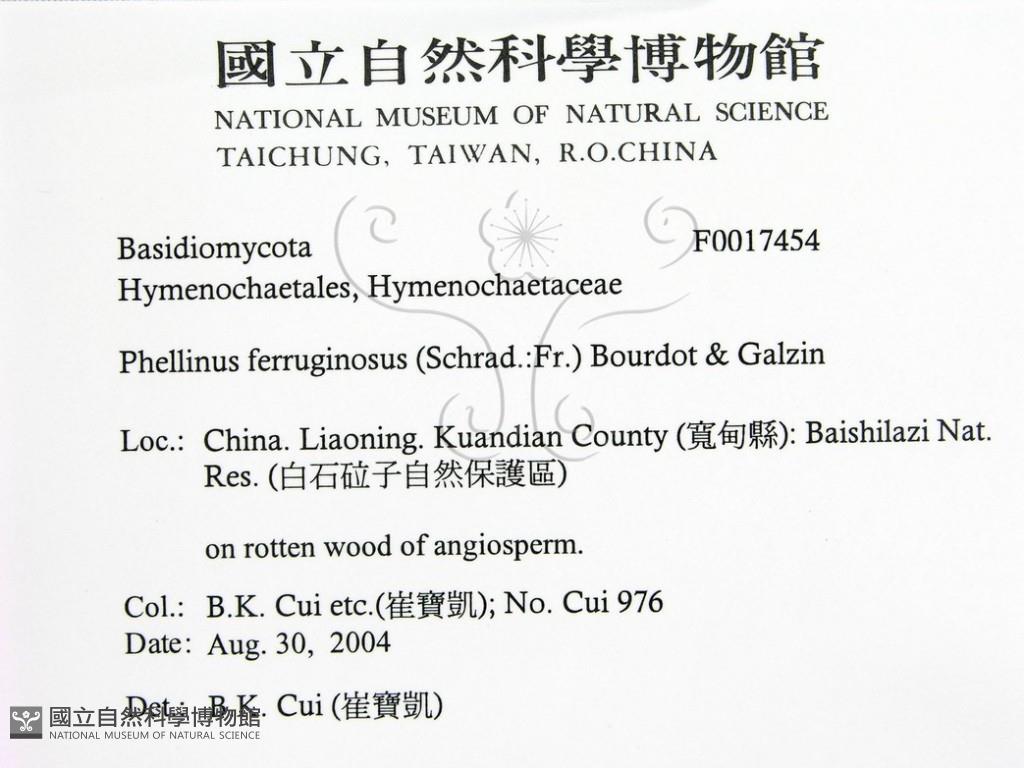 國立自然科學博物館
NATIONAL MUSEUM OF NATURAL SCIENCE
TAICHUNG, TAIWAN, R.O.CHINA
Basidiomycota F0017454
Hymenochaetales, Hymenochaetaceae
Phellinus ferruginosus (Schrad.:Fr.) Bourdot & Galzin
Loc.: China. Liaoning. Kuandian County (寬甸縣): Baishilazi Nat.
Res. (白石砬子自然保護區)
on rotten wood of angiosperm.
Col.: B.K. Cui etc.(崔寶凱); No. Cui 976
Date: Aug. 30, 2004
Det.: B.K. Cui (崔寶凱)
國立自然科學博物館
NATIONAL MUSEUM OF NATURAL SCIENCE